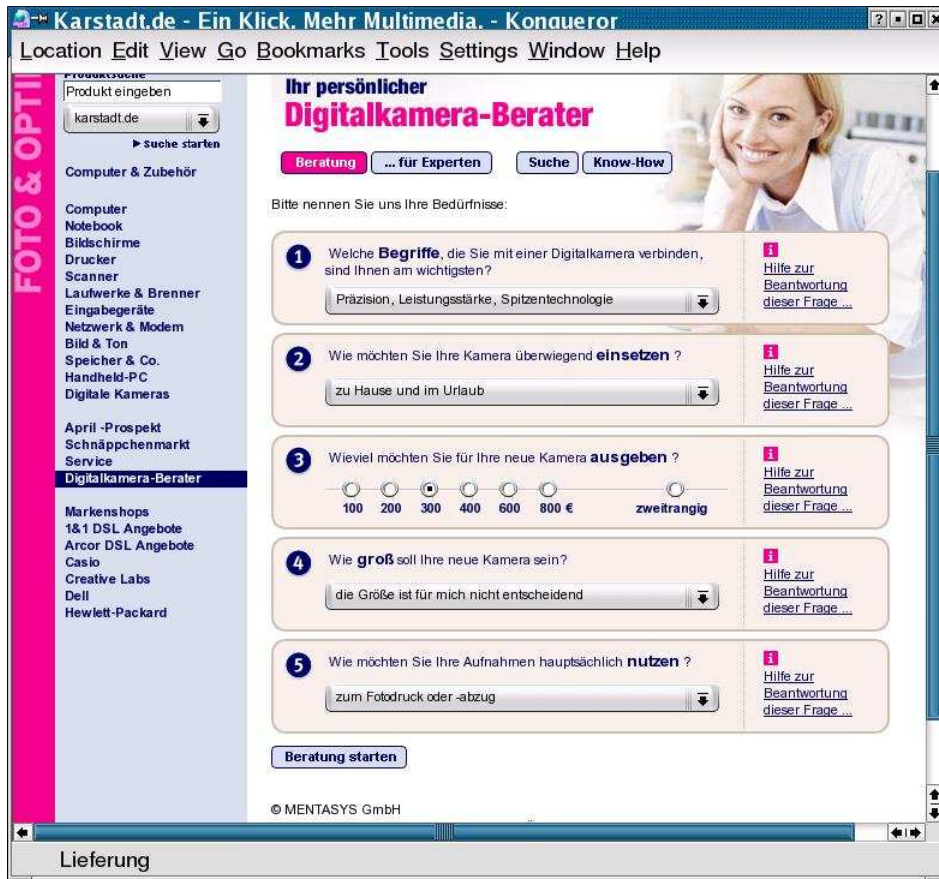 Karstadt.de - Ein Klick. Mehr Multimedia. - Konqueror
Location Edit View Go Bookmarks Tools Settings Window Help
FOTO & OPTI
Produktsuche
Produkt eingeben
karstadt.de
Suche starten
Computer & Zubehör
Computer
Notebook
Bildschirme
Drucker
Scanner
Laufwerke & Brenner
Eingabegeräte
Netzwerk & Modem
Bild & Ton
Speicher & Co.
Handheld-PC
Digitale Kameras
April -Prospekt
Schnäppchenmarkt
Service
Digitalkamera-Berater
Markenshops
1&1 DSL Angebote
Arcor DSL Angebote
Casio
Creative Labs
Dell
Hewlett-Packard
Ihr persönlicher
Digitalkamera-Berater
Beratung ... für Experten Suche Know-How
Bitte nennen Sie uns Ihre Bedürfnisse:
1 Welche Begriffe, die Sie mit einer Digitalkamera verbinden,
sind Ihnen am wichtigsten?
Präzision, Leistungsstärke, Spitzentechnologie
i
Hilfe zur
Beantwortung
dieser Frage ...
2 Wie möchten Sie Ihre Kamera überwiegend einsetzen ?
zu Hause und im Urlaub
i
Hilfe zur
Beantwortung
dieser Frage ...
3 Wieviel möchten Sie für Ihre neue Kamera ausgeben ?
100 200 300 400 600 800 € zweitrangig
i
Hilfe zur
Beantwortung
dieser Frage ...
4 Wie groß soll Ihre neue Kamera sein?
die Größe ist für mich nicht entscheidend
i
Hilfe zur
Beantwortung
dieser Frage ...
5 Wie möchten Sie Ihre Aufnahmen hauptsächlich nutzen ?
zum Fotodruck oder -abzug
i
Hilfe zur
Beantwortung
dieser Frage ...
Beratung starten
© MENTASYS GmbH
Lieferung